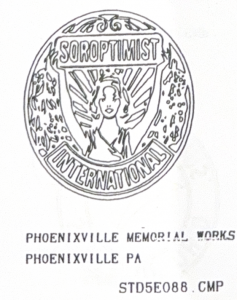 SOROPTIMIST
INTERNATIONAL
PHOENIXVILLE MEMORIAL WORKS
PHOENIXVILLE PA
STD5E088.CMP